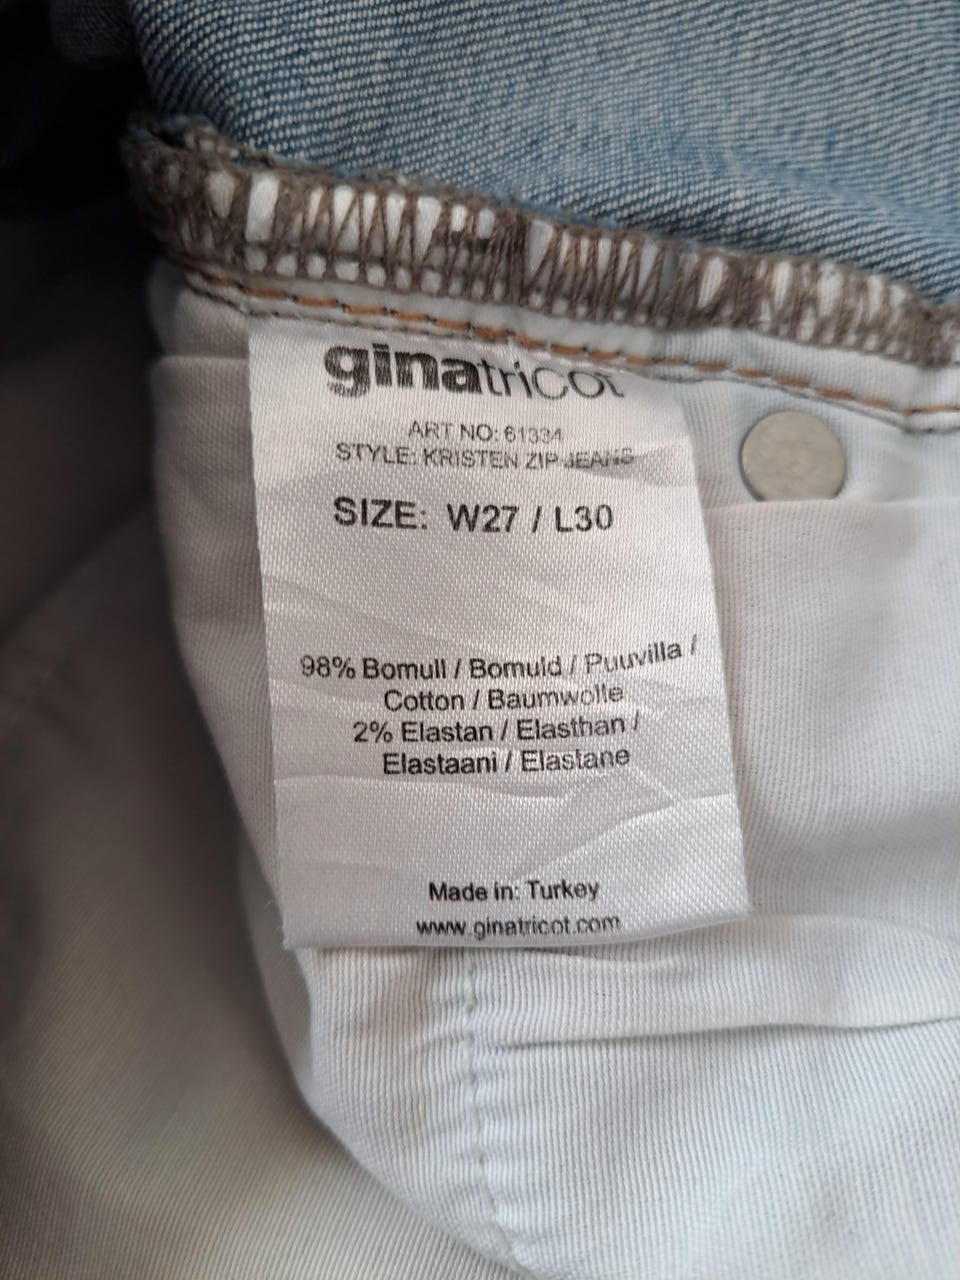 ginatricot
ART NO: 61334
STYLE: KRISTEN ZIP JEANS
SIZE: W27 / L30
98% Bomull / Bomuld / Puuvilla /
Cotton / Baumwolle
2% Elastan / Elasthan /
Elastaani / Elastane
Made in: Turkey
www.ginatricot.com